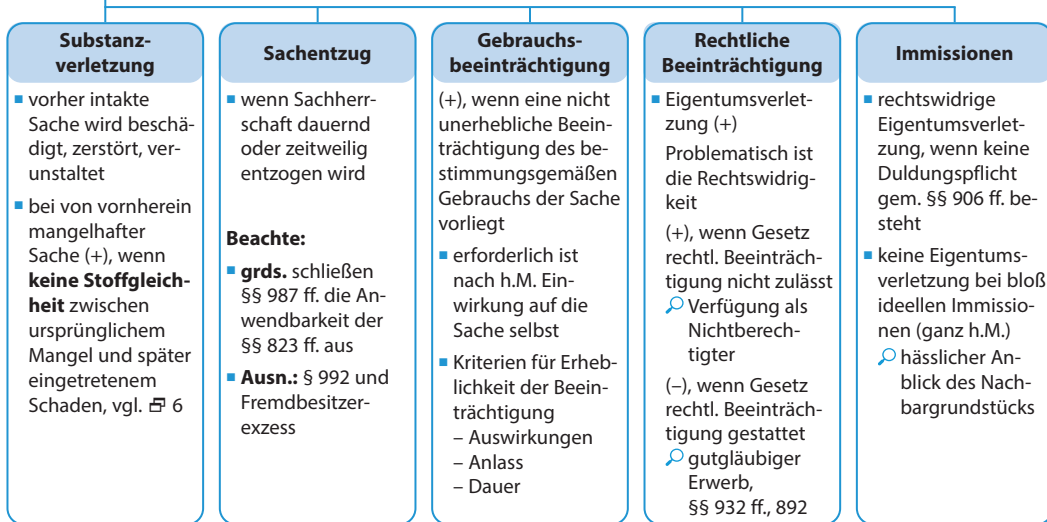 Substanz-
verletzung
vorher intakte
Sache wird beschä-
digt, zerstört, ver-
unstaltet
bei von vornherein
mangelhafter
Sache (+), wenn
keine Stoffgleich-
heit zwischen
ursprünglichem
Mangel und später
eingetretenem
Schaden, vgl. 6
Sachentzug
wenn Sachherr-
schaft dauernd
oder zeitweilig
entzogen wird
Beachte:
grds. schließen
§§ 987 ff. die An-
wendbarkeit der
§§ 823 ff. aus
Ausn.: § 992 und
Fremdbesitzer-
exzess
Gebrauchs-
beeinträchtigung
(+), wenn eine nicht
unerhebliche Beein-
trächtigung des be-
stimmungsgemäßen
Gebrauchs der Sache
vorliegt
erforderlich ist
nach h.M. Ein-
wirkung auf die
Sache selbst
Kriterien für Erheb-
lichkeit der Beein-
trächtigung
– Auswirkungen
– Anlass
– Dauer
Rechtliche
Beeinträchtigung
Eigentumsverlet-
zung (+)
Problematisch ist
die Rechtswidrig-
keit
(+), wenn Gesetz
rechtl. Beeinträch-
tigung nicht zulässt
Verfügung als
Nichtberech-
tigter
(–), wenn Gesetz
rechtl. Beeinträch-
tigung gestattet
gutgläubiger
Erwerb,
§§ 932 ff., 892
Immissionen
rechtswidrige
Eigentumsverlet-
zung, wenn keine
Duldungspflicht
gem. §§ 906 ff. be-
steht
keine Eigentums-
verletzung bei bloß
ideellen Immissio-
nen (ganz h.M.)
hässlicher An-
blick des Nach-
bargrundstücks